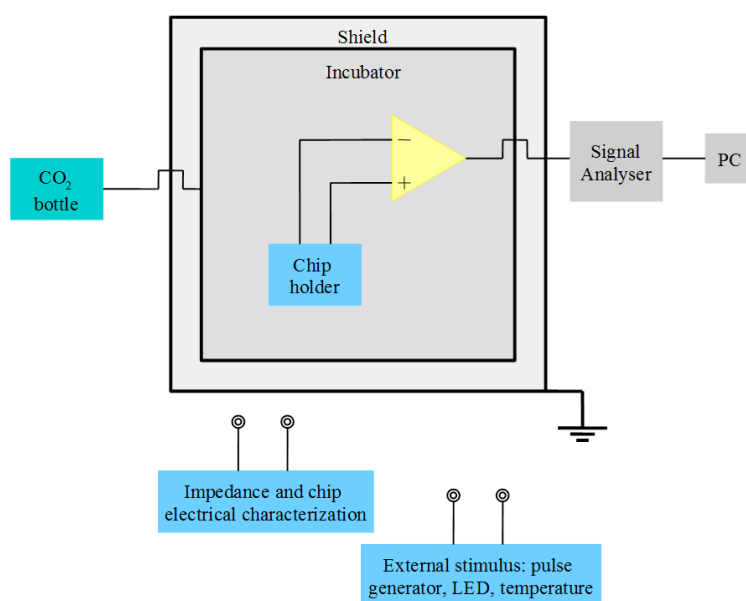 Shield
Incubator
−
+
CO₂
bottle
Chip
holder
Signal
Analyser
PC
Impedance and chip
electrical characterization
External stimulus: pulse
generator, LED, temperature